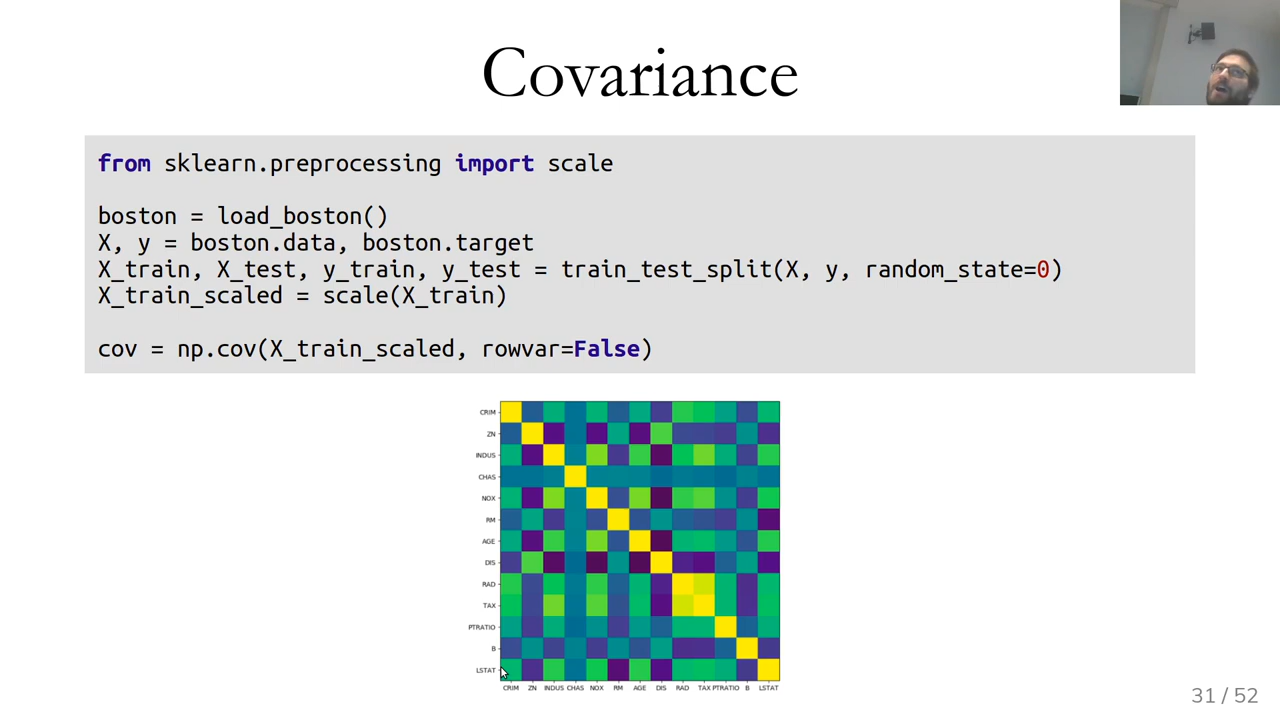 Covariance
from sklearn.preprocessing import scale
boston = load_boston()
X, y = boston.data, boston.target
X_train, X_test, y_train, y_test = train_test_split(X, y, random_state=0)
X_train_scaled = scale(X_train)
cov = np.cov(X_train_scaled, rowvar=False)
CRIM
ZN
INDUS
CHAS
NOX
RM
AGE
DIS
RAD
TAX
PTRATIO
B
LSTAT
CRIM ZN INDUS CHAS NOX RM AGE DIS RAD TAX PTRATIO B LSTAT
31 / 52